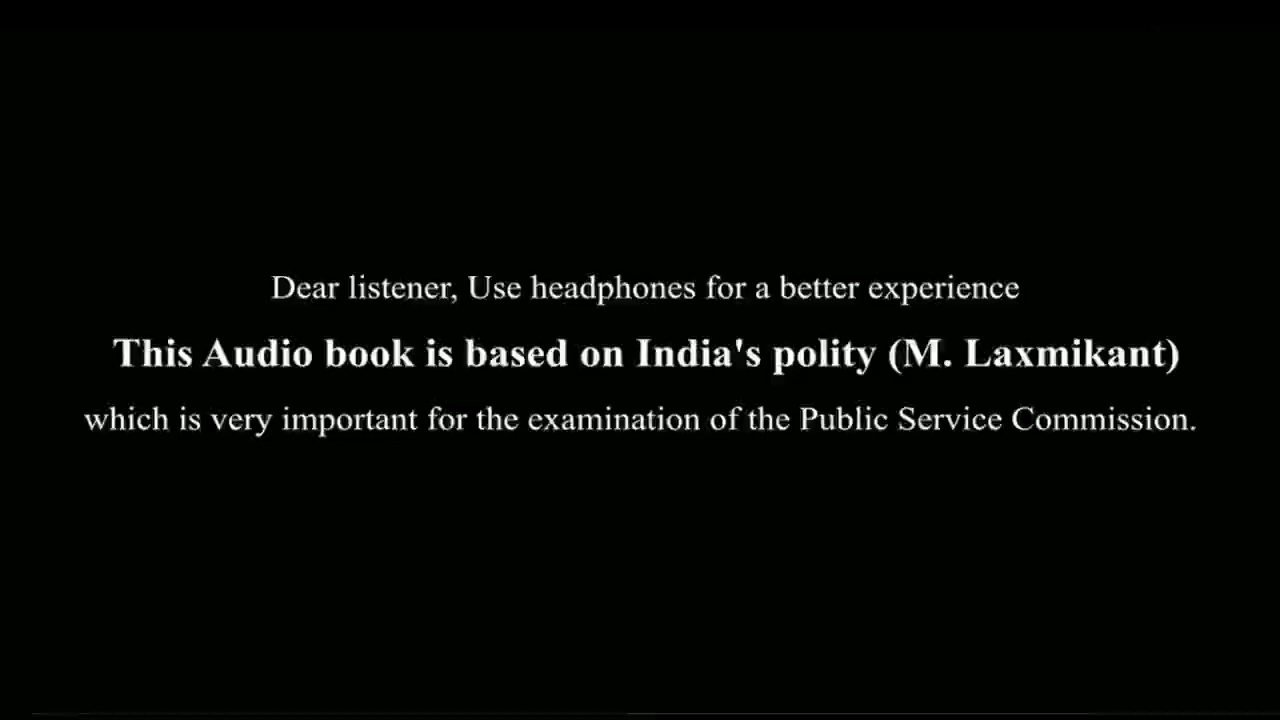 Dear listener, Use headphones for a better experience
This Audio book is based on India's polity (M. Laxmikant)
which is very important for the examination of the Public Service Commission.